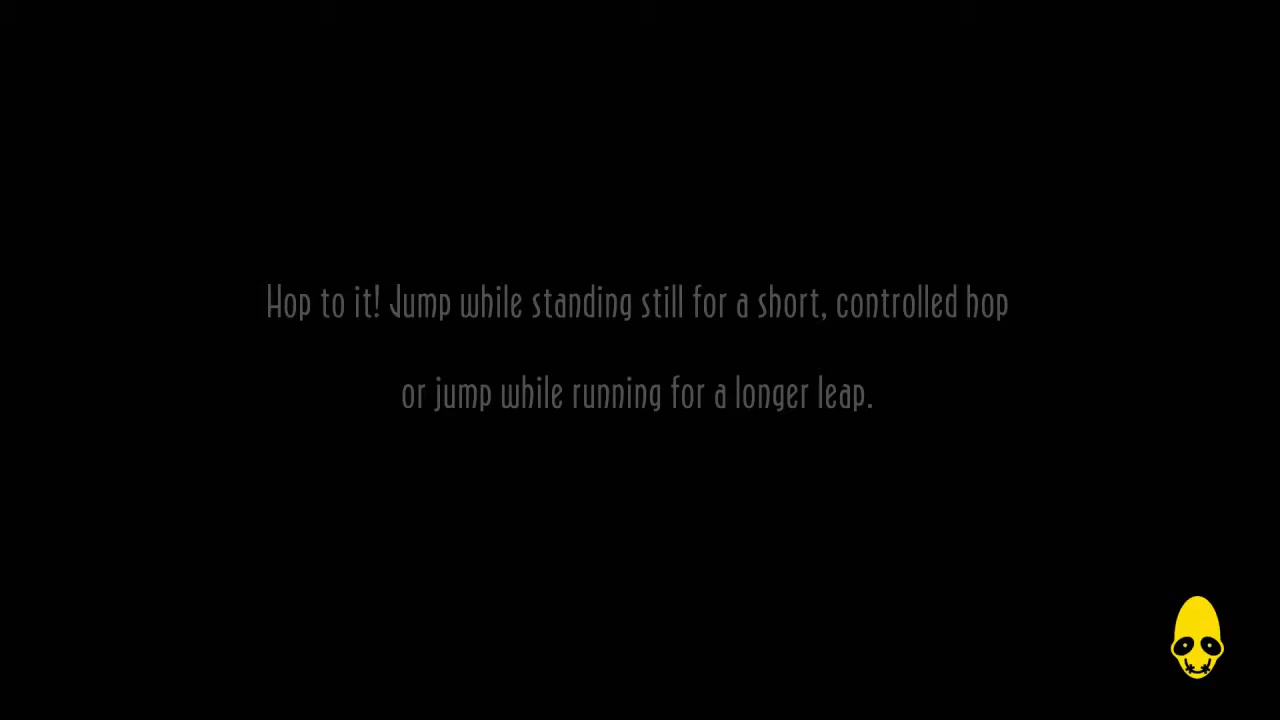 Hop to it! Jump while standing still for a short, controlled hop
or jump while running for a longer leap.